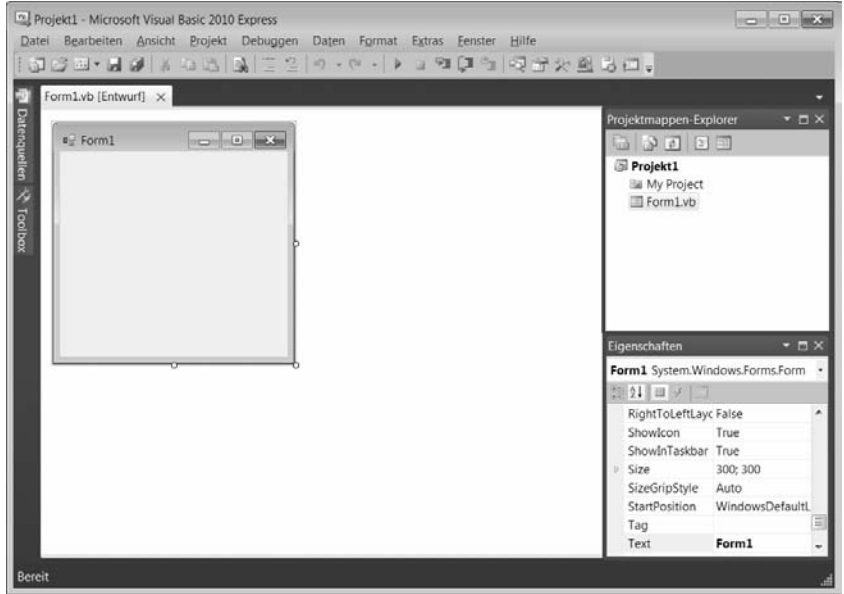 Projekt1 - Microsoft Visual Basic 2010 Express
Datei Bearbeiten Ansicht Projekt Debuggen Daten Format Extras Fenster Hilfe
Datenquellen
Toolbox
Form1.vb [Entwurf]
Form1
Projektmappen-Explorer
Projekt1
My Project
Form1.vb
Eigenschaften
Form1 System.Windows.Forms.Form
RightToLeftLayc False
ShowIcon True
ShowInTaskbar True
Size 300; 300
SizeGripStyle Auto
StartPosition WindowsDefaultL
Tag
Text Form1
Bereit